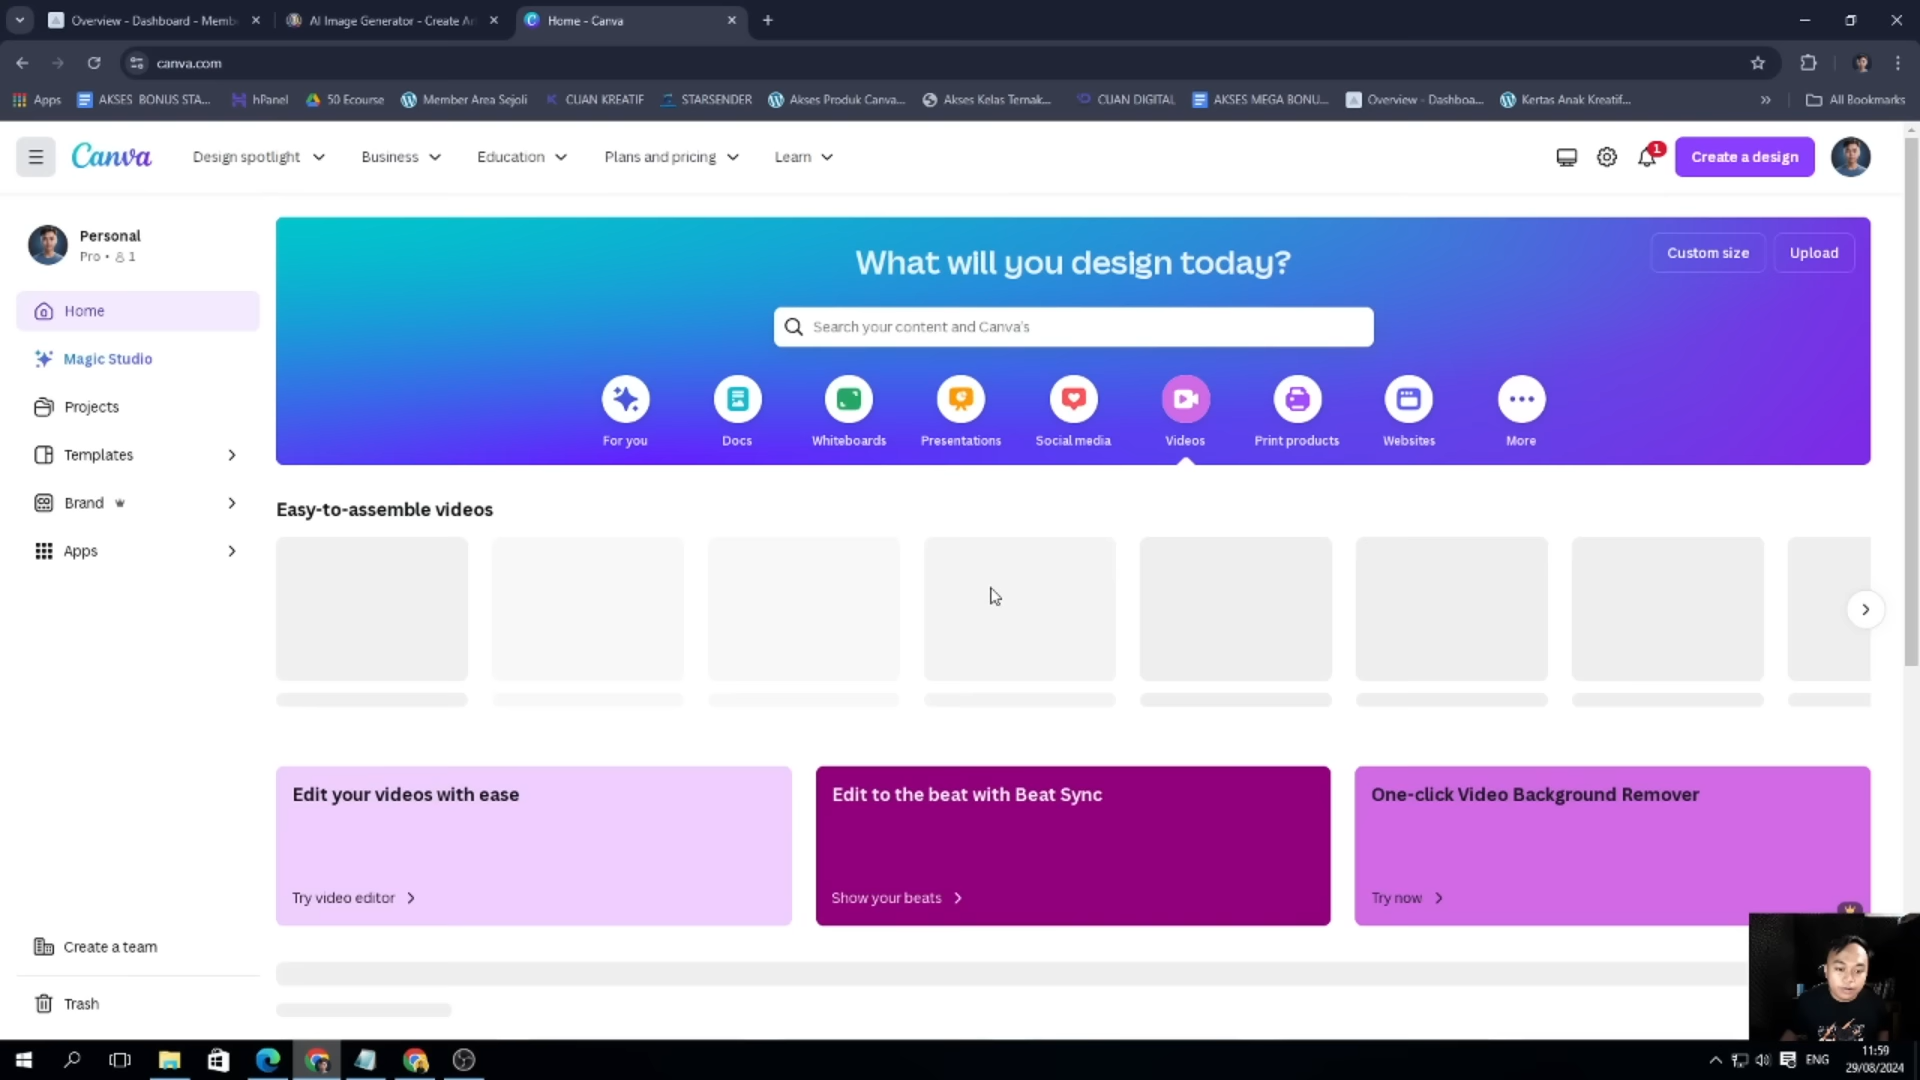 Overview - Dashboard - Memb
AI Image Generator - Create Ar
Home - Canva
canva.com
Apps
AKSES BONUS STA...
hPanel
50 Ecourse
Member Area Sejoli
CUAN KREATIF
STARSENDER
Akses Produk Canva...
Akses Kelas Ternak...
CUAN DIGITAL
AKSES MEGA BONU...
Overview - Dashboa...
Kertas Anak Kreatif...
All Bookmarks
Canva
Design spotlight
Business
Education
Plans and pricing
Learn
1
Create a design
Personal
Pro • 1
Home
Magic Studio
Projects
Templates
Brand
Apps
Create a team
Trash
What will you design today?
Custom size
Upload
Search your content and Canva's
For you
Docs
Whiteboards
Presentations
Social media
Videos
Print products
Websites
More
Easy-to-assemble videos
Edit your videos with ease
Try video editor
Edit to the beat with Beat Sync
Show your beats
One-click Video Background Remover
Try now
ENG
11:59
29/08/2024